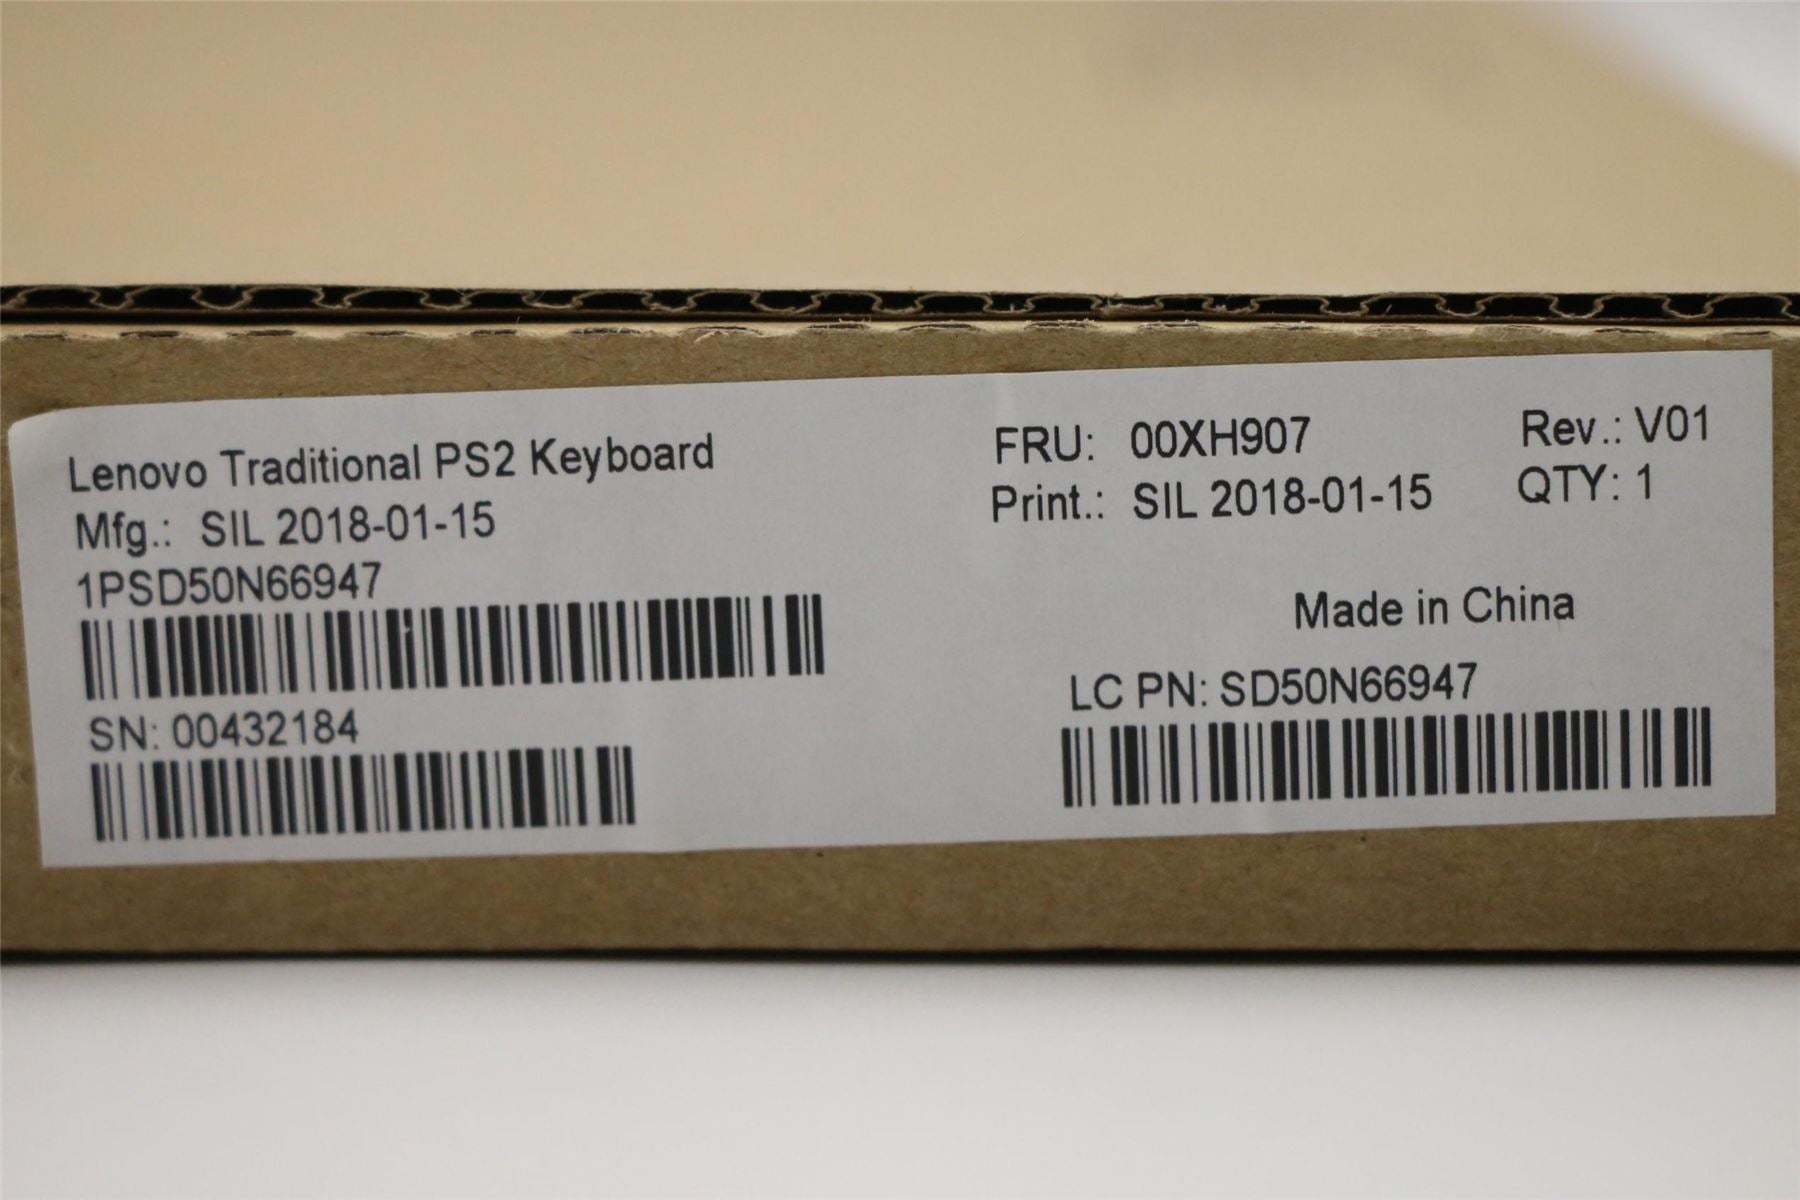 Lenovo Traditional PS2 Keyboard
Mfg.: SIL 2018-01-15
1PSD50N66947
SN: 00432184
FRU: 00XH907
Print.: SIL 2018-01-15
Rev.: V01
QTY: 1
Made in China
LC PN: SD50N66947